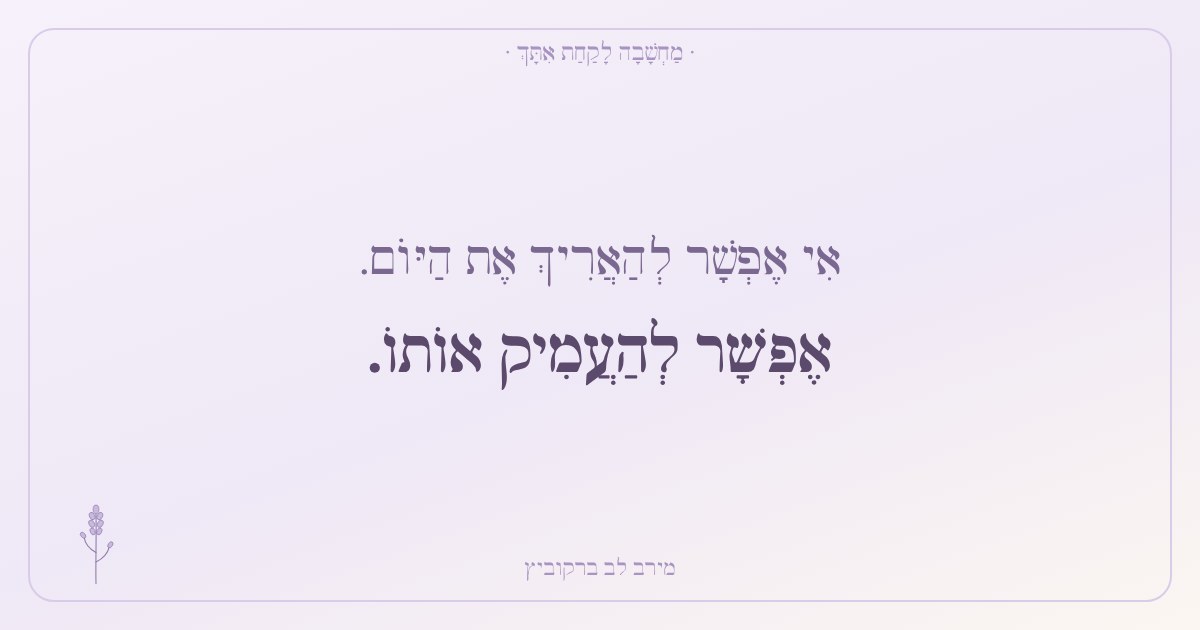 · מַחְשָׁבָה לָקַחַת אִתָּךְ ·
אִי אֶפְשָׁר לְהַאֲרִיךְ אֶת הַיּוֹם.
אֶפְשָׁר לְהַעֲמִיק אוֹתוֹ.
מירב לב ברקוביץ